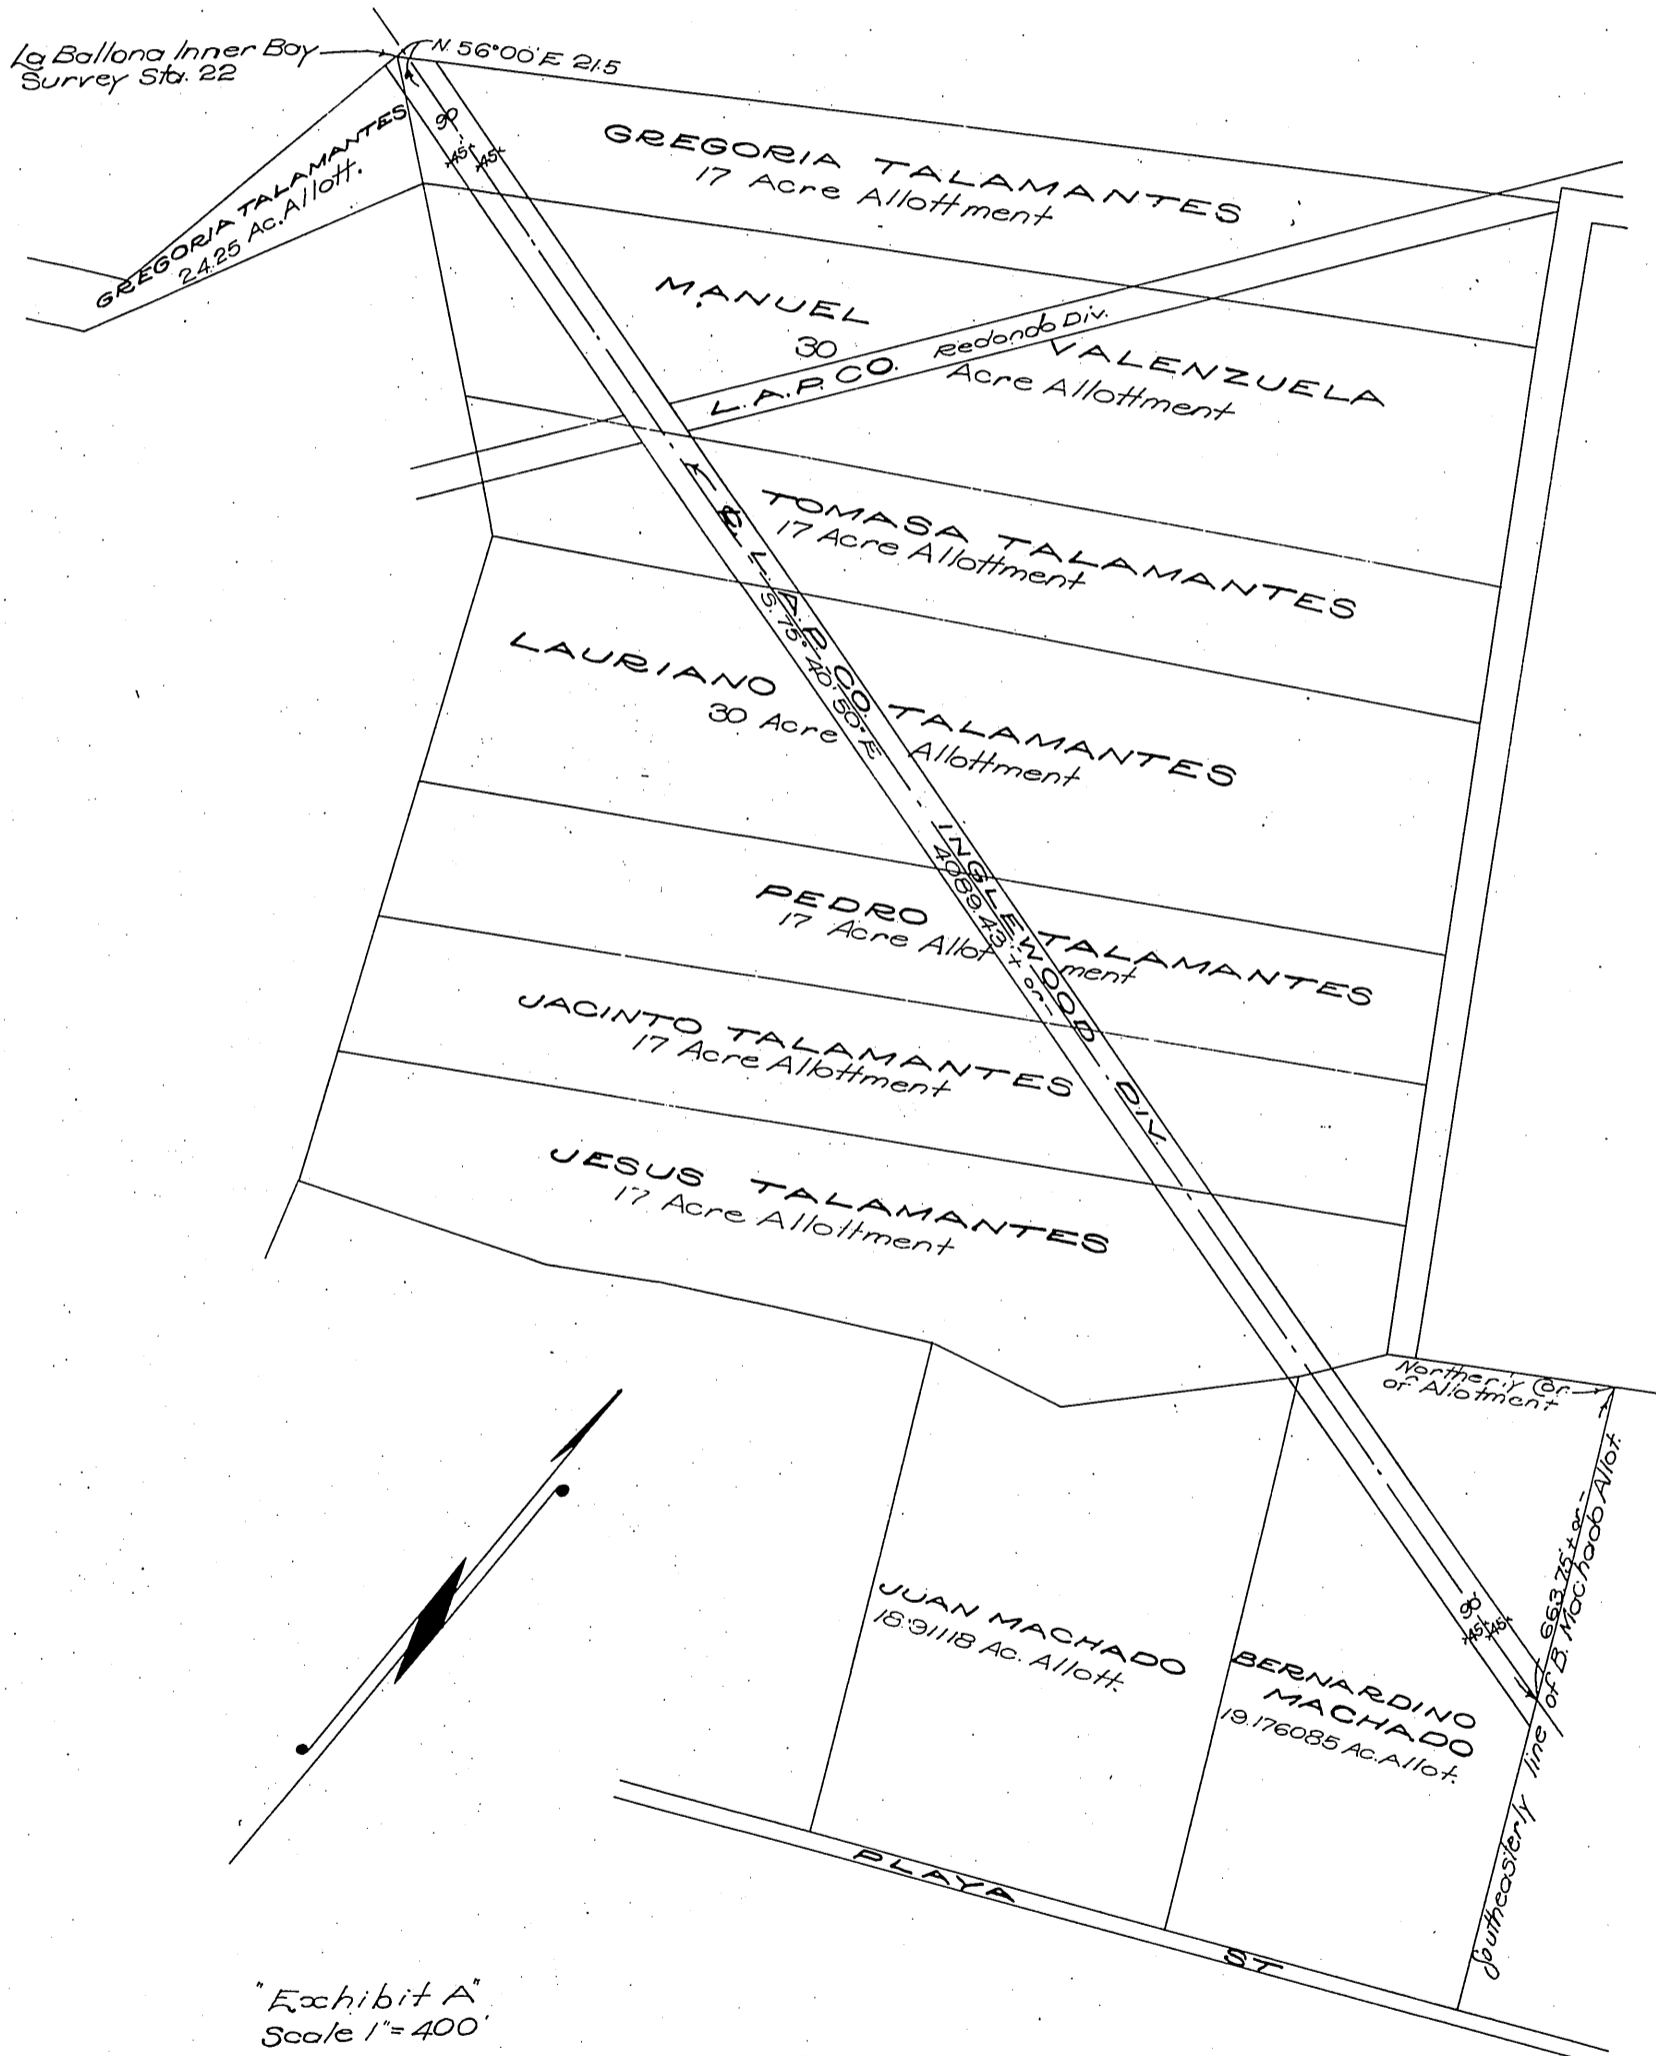 La Ballona Inner Bay
Survey Sta. 22
N. 56°00' E 21.5
GREGORIA TALAMANTES
24.25 Ac. Allott.
90
45' 45'
GREGORIA TALAMANTES
17 Acre Allottment
MANUEL VALENZUELA
30 Acre Allottment
L.A.P. CO. Redondo Div.
TOMASA TALAMANTES
17 Acre Allottment
℄ L.A.P. CO. INGLEWOOD DIV.
S. 75° 40' 50" E 4089.43' + or -
LAURIANO TALAMANTES
30 Acre Allottment
PEDRO TALAMANTES
17 Acre Allotment
JACINTO TALAMANTES
17 Acre Allottment
JESUS TALAMANTES
17 Acre Allottment
Northerly Cor.
of Allotment
663.75' + or -
Southeasterly line of B. Machado Allot.
90'
45' 45'
JUAN MACHADO
18.91118 Ac. Allott.
BERNARDINO
MACHADO
19.176085 Ac. Allot.
PLAYA ST
"Exhibit A"
Scale 1" = 400'